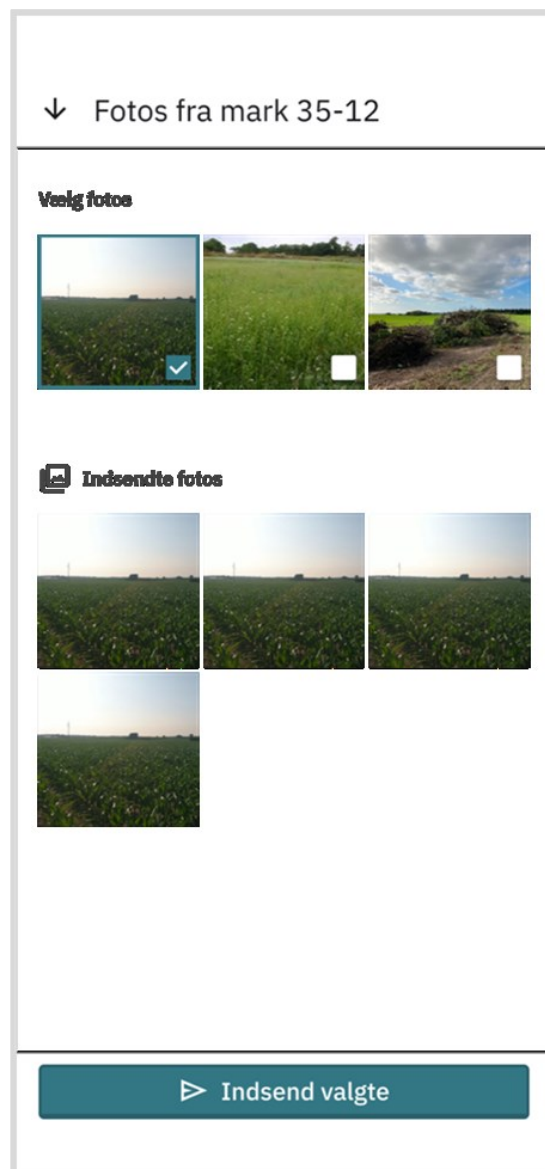 Fotos fra mark 35-12
Vælg fotos
Indsendte fotos
Indsend valgte